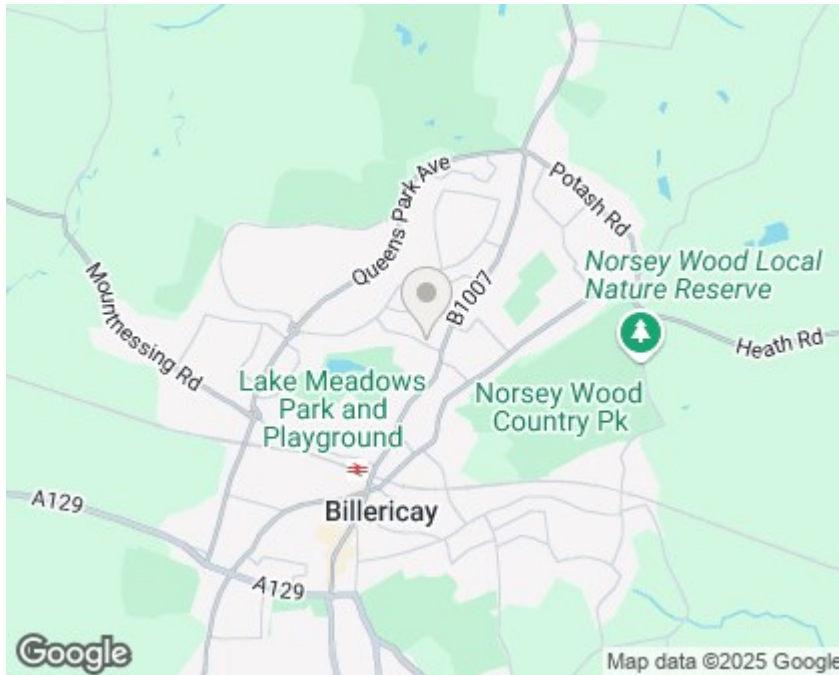 Queens Park Ave
Potash Rd
Mountnessing Rd
B1007
Norsey Wood Local
Nature Reserve
Heath Rd
Lake Meadows
Park and
Playground
Norsey Wood
Country Pk
A129
Billericay
A129
Google
Map data ©2025 Google